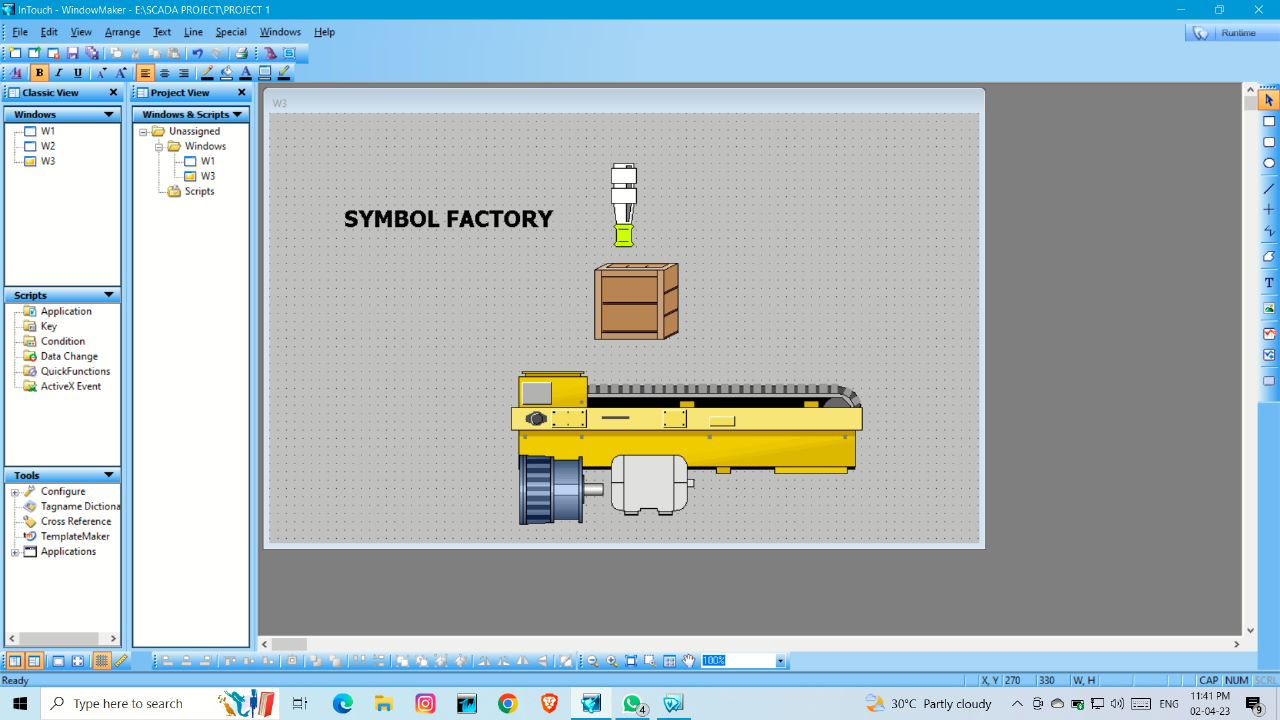 InTouch - WindowMaker - E:\SCADA PROJECT\PROJECT 1
File Edit View Arrange Text Line Special Windows Help
Runtime
Classic View
Project View
Windows
W1
W2
W3
Scripts
Application
Key
Condition
Data Change
QuickFunctions
ActiveX Event
Tools
Configure
Tagname Dictiona
Cross Reference
TemplateMaker
Applications
Windows & Scripts
Unassigned
Windows
W1
W3
Scripts
W3
SYMBOL FACTORY
100%
Ready
X, Y 270 330 W, H CAP NUM SCRL
Type here to search
4
30°C Partly cloudy
ENG
11:41 PM
02-04-23
9